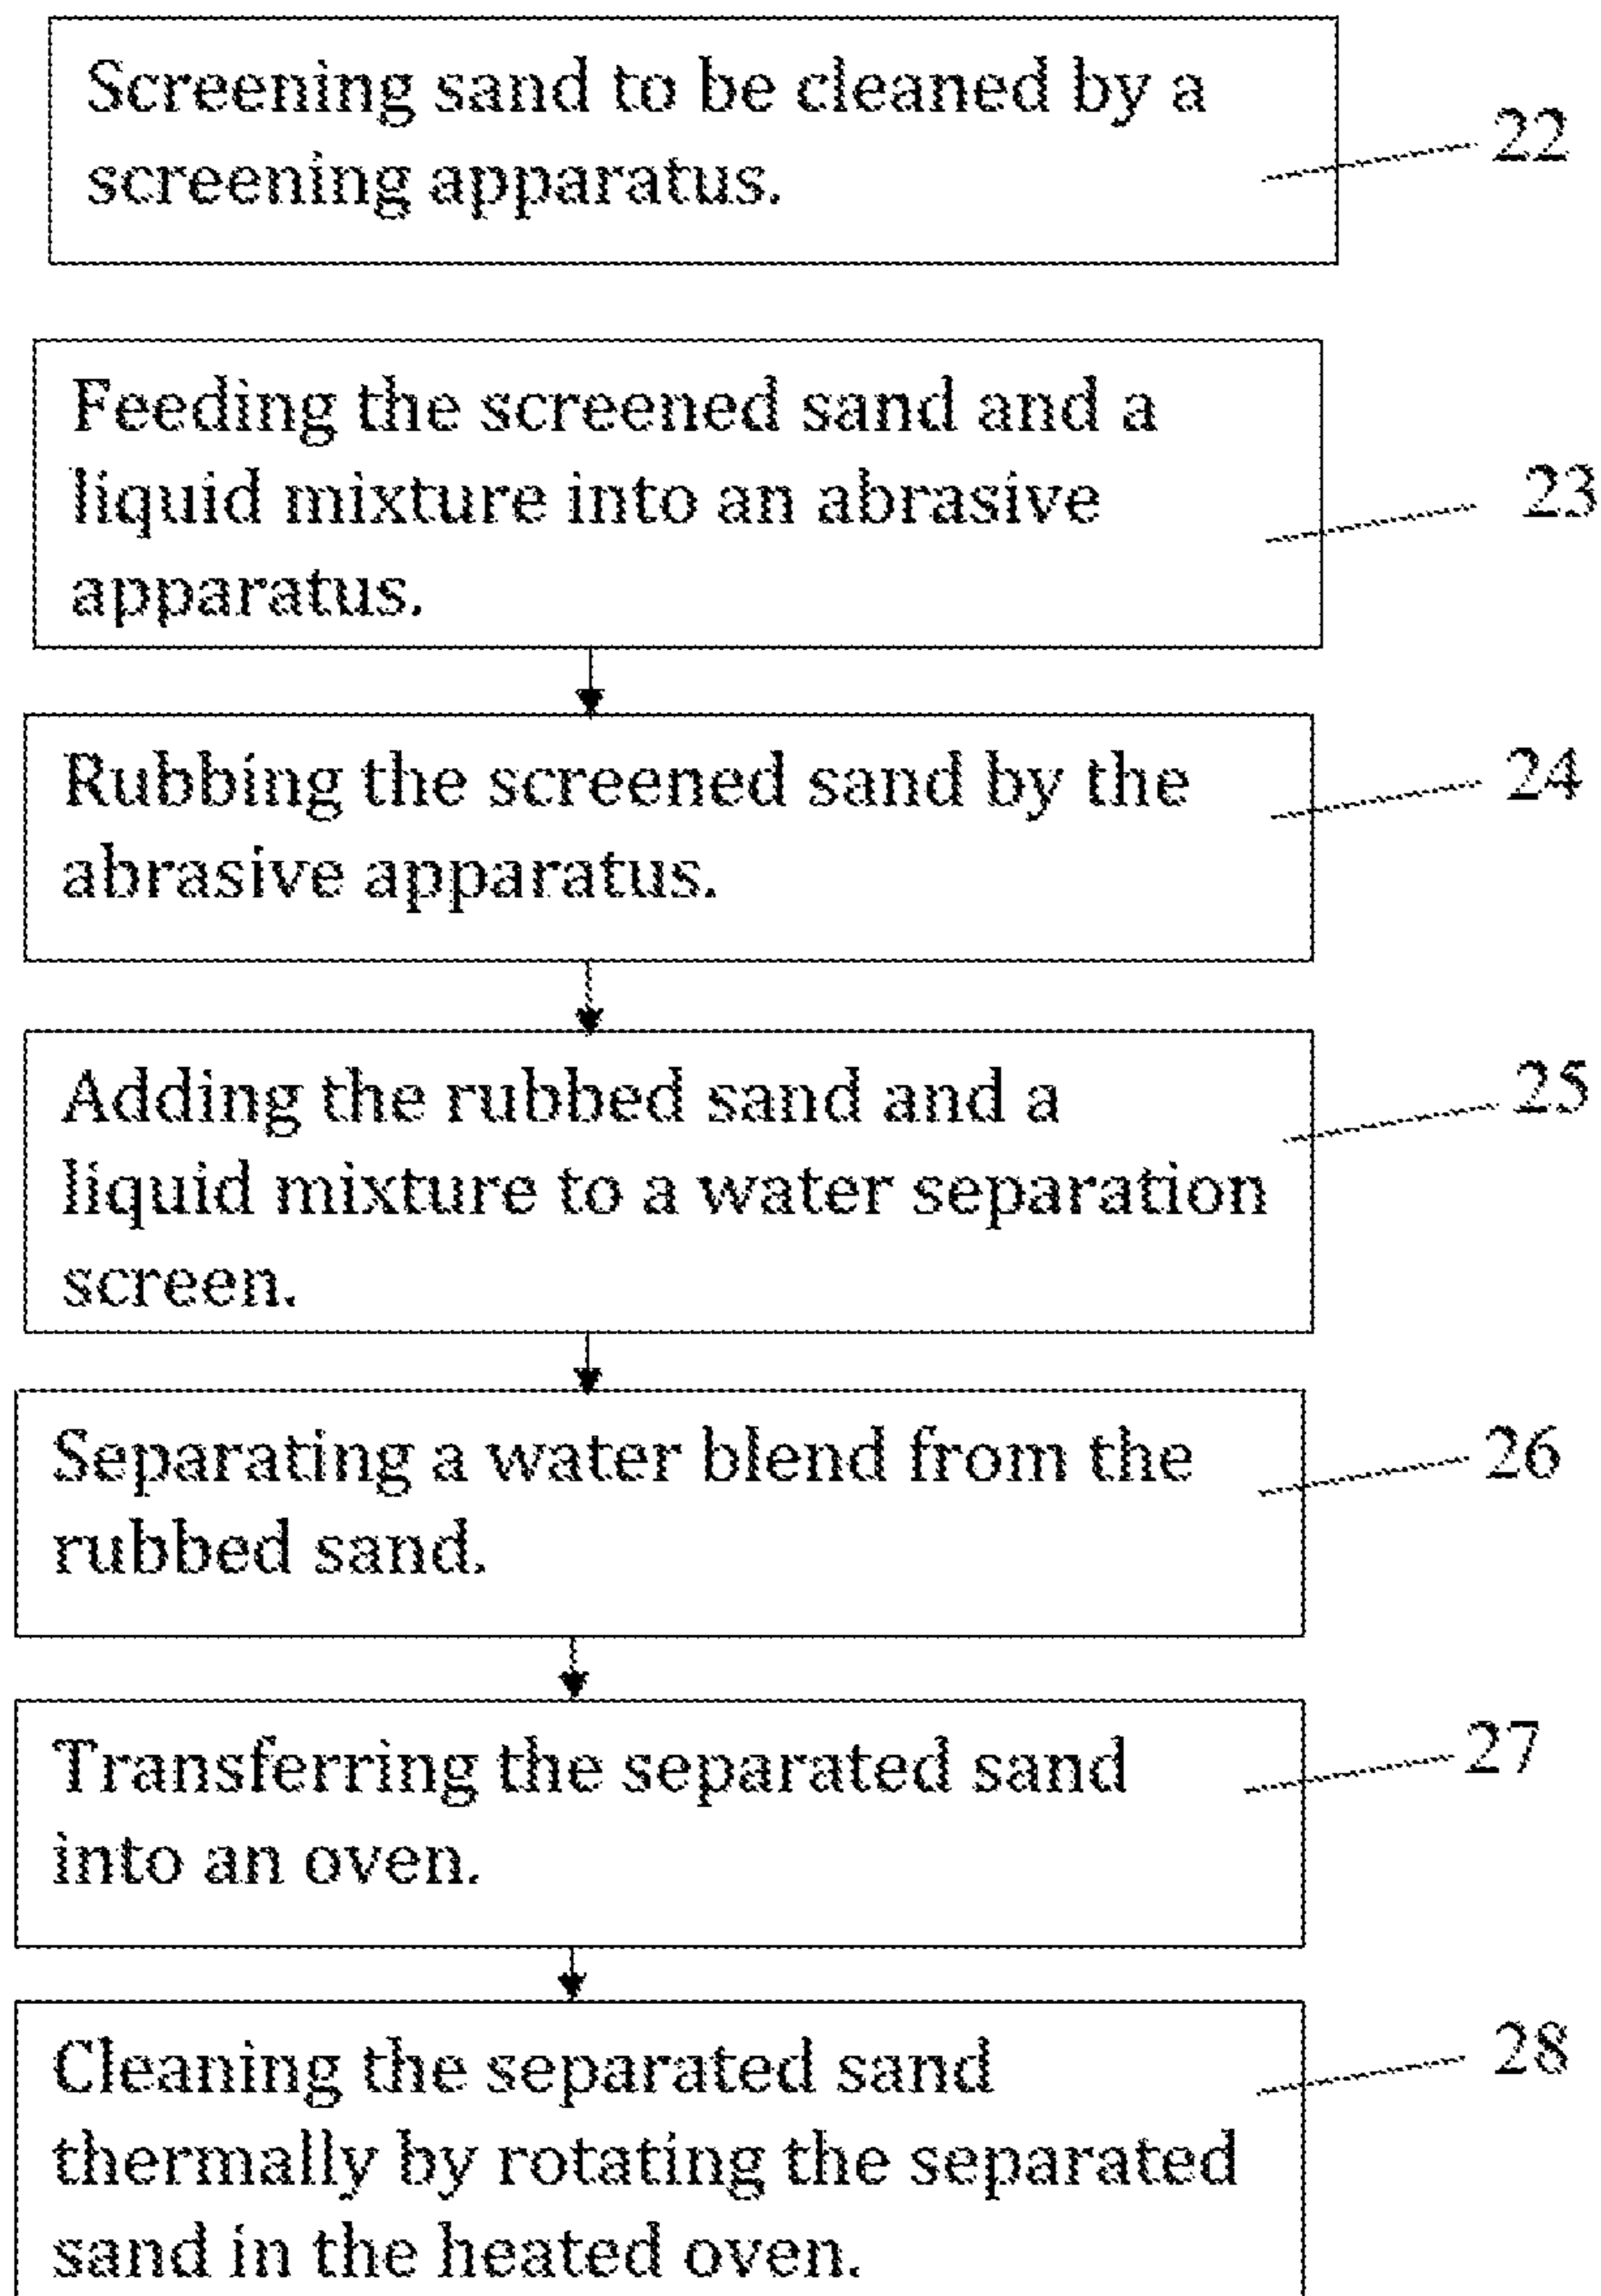 Screening sand to be cleaned by a
screening apparatus.
22
Feeding the screened sand and a
liquid mixture into an abrasive
apparatus.
23
Rubbing the screened sand by the
abrasive apparatus.
24
Adding the rubbed sand and a
liquid mixture to a water separation
screen.
25
Separating a water blend from the
rubbed sand.
26
Transferring the separated sand
into an oven.
27
Cleaning the separated sand
thermally by rotating the separated
sand in the heated oven.
28